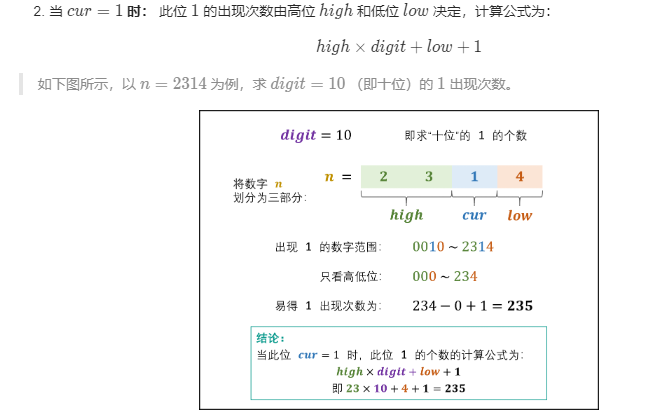 2. 当 cur = 1 时： 此位 1 的出现次数由高位 high 和低位 low 决定，计算公式为：
high × digit + low + 1
如下图所示，以 n = 2314 为例，求 digit = 10 （即十位）的 1 出现次数。
digit = 10 即求“十位”的 1 的个数
将数字 n
划分为三部分：
n = 2 3 1 4
high cur low
出现 1 的数字范围： 0010 ~ 2314
只看高低位： 000 ~ 234
易得 1 出现次数为： 234 − 0 + 1 = 235
结论：
当此位 cur = 1 时，此位 1 的个数的计算公式为：
high × digit + low + 1
即 23 × 10 + 4 + 1 = 235